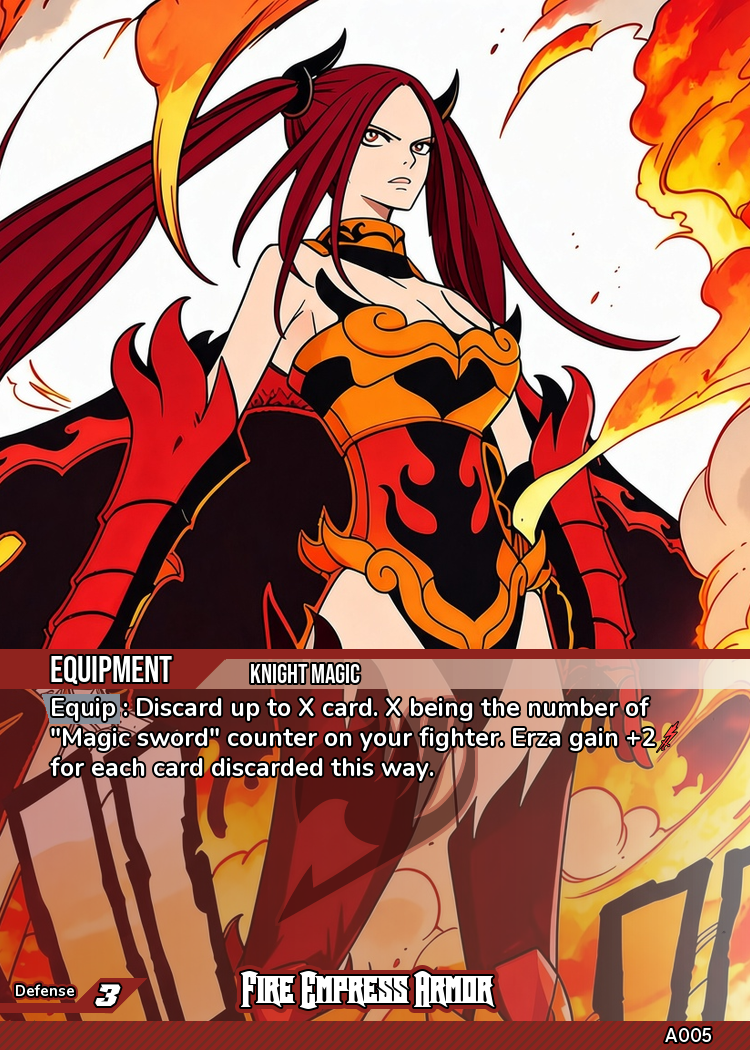 EQUIPMENT
KNIGHT MAGIC
Equip : Discard up to X card. X being the number of
"Magic sword" counter on your fighter. Erza gain +2
for each card discarded this way.
Defense 3
FIRE EMPRESS ARMOR
A005